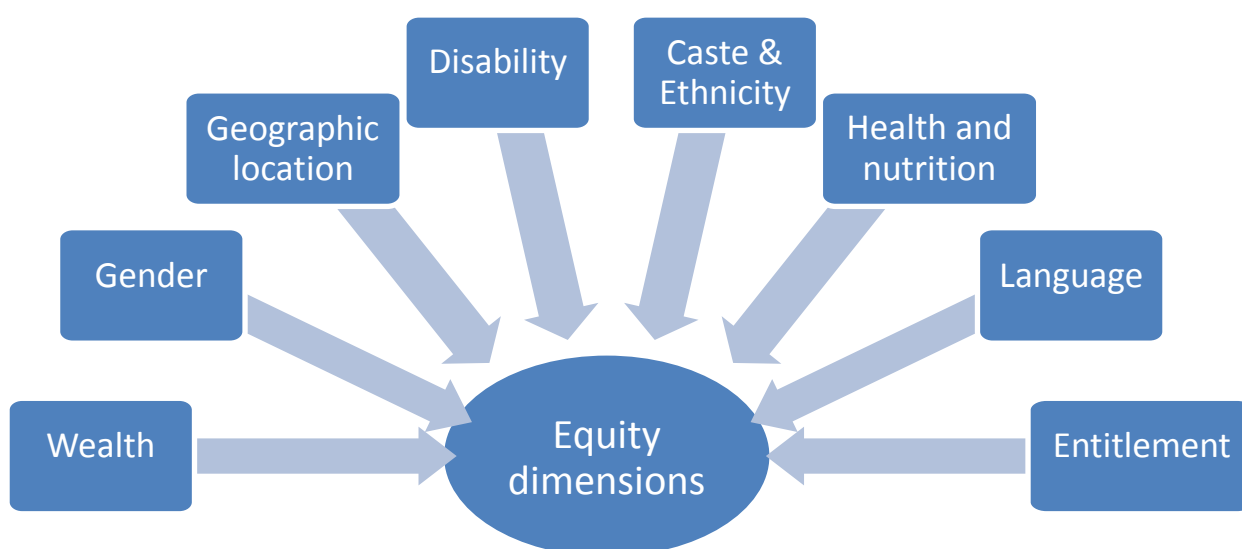 Wealth
Gender
Geographic
location
Disability
Caste &
Ethnicity
Health and
nutrition
Language
Entitlement
Equity
dimensions